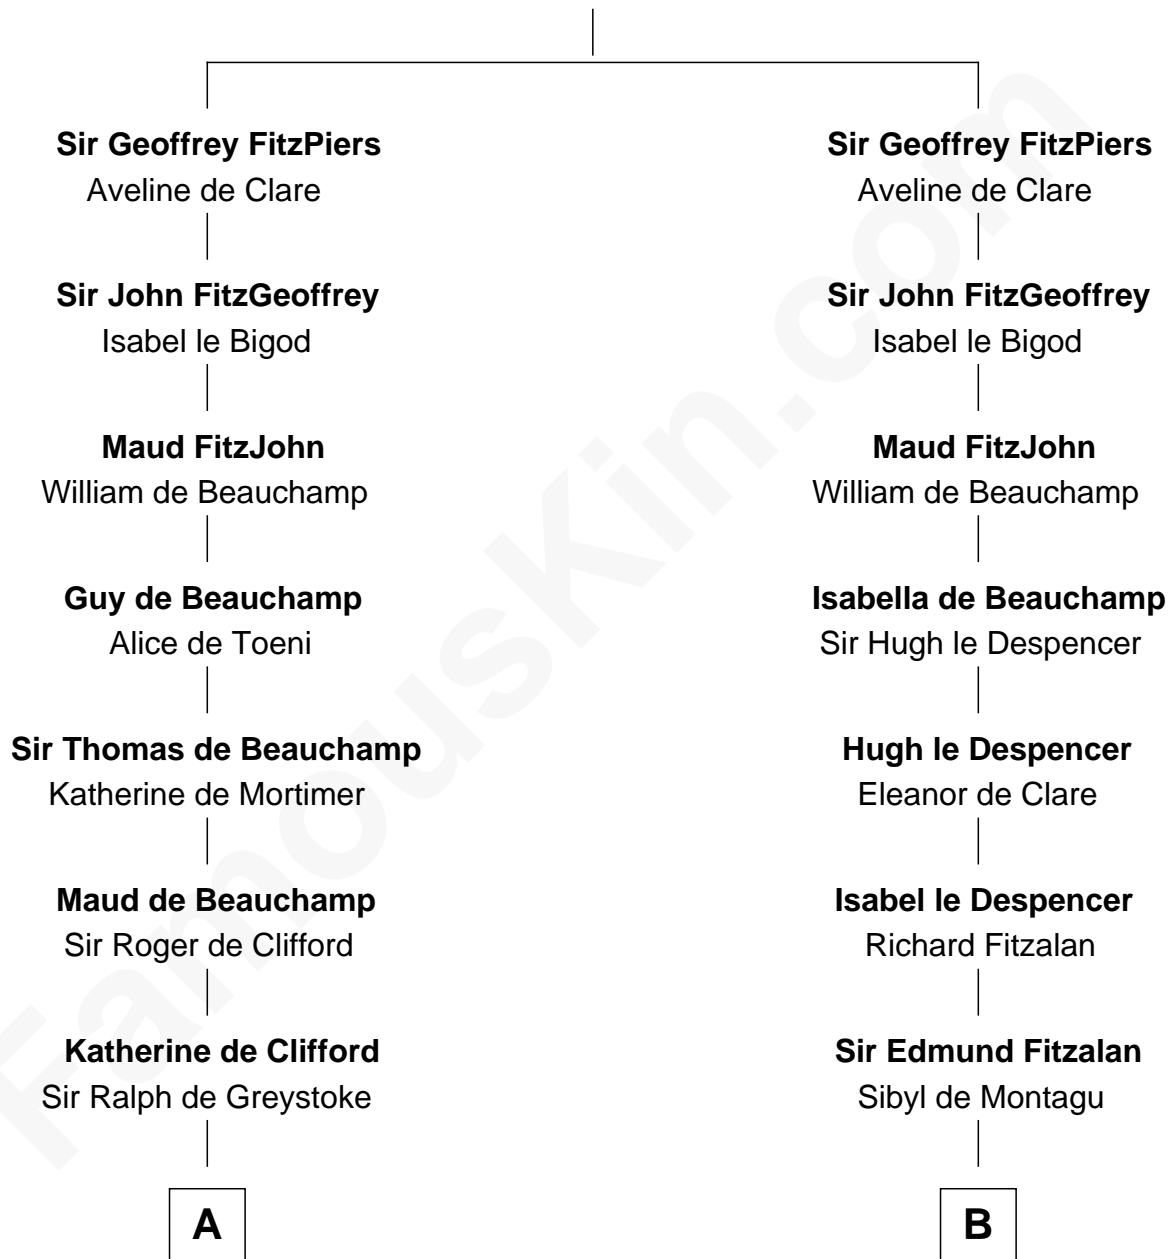 Sir Geoffrey FitzPiers
Aveline de Clare
Sir John FitzGeoffrey
Isabel le Bigod
Maud FitzJohn
William de Beauchamp
Guy de Beauchamp
Alice de Toeni
Sir Thomas de Beauchamp
Katherine de Mortimer
Maud de Beauchamp
Sir Roger de Clifford
Katherine de Clifford
Sir Ralph de Greystoke
A
Sir Geoffrey FitzPiers
Aveline de Clare
Sir John FitzGeoffrey
Isabel le Bigod
Maud FitzJohn
William de Beauchamp
Isabella de Beauchamp
Sir Hugh le Despencer
Hugh le Despencer
Eleanor de Clare
Isabel le Despencer
Richard Fitzalan
Sir Edmund Fitzalan
Sibyl de Montagu
B
FamousKin.com